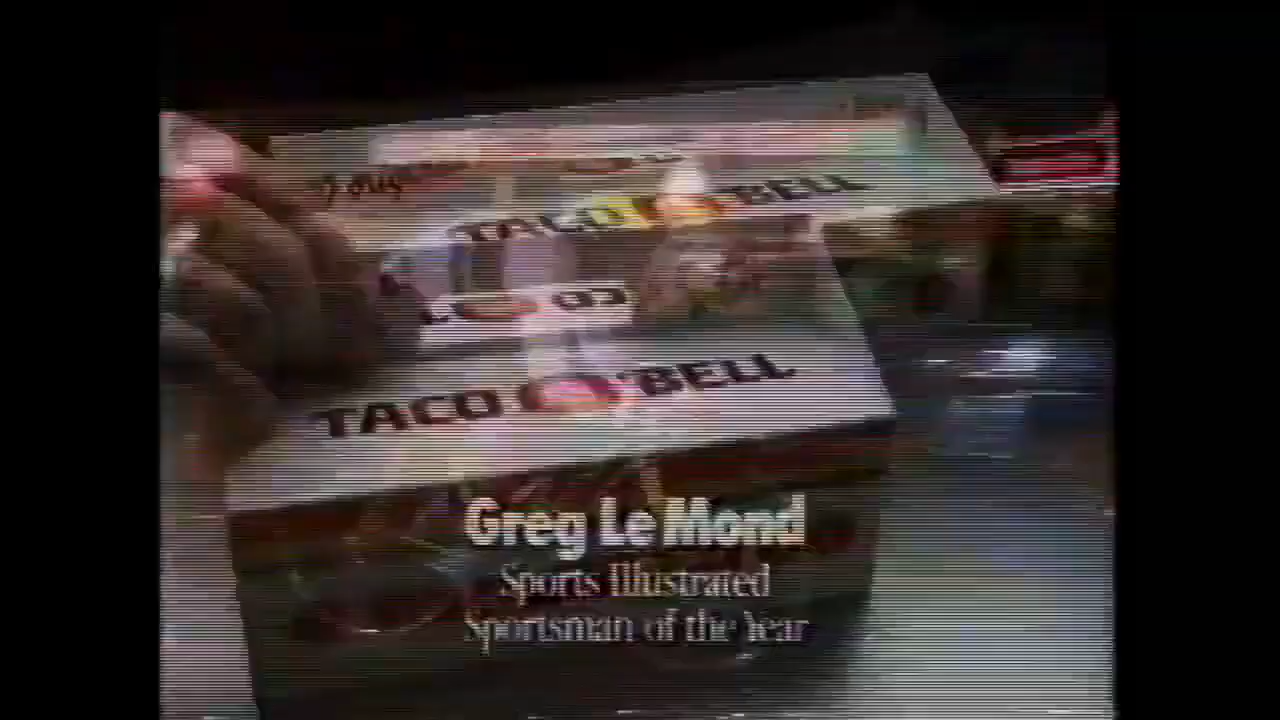 TACO BELL
TACO BELL
Greg Le Mond
Sports Illustrated
Sportsman of the Year